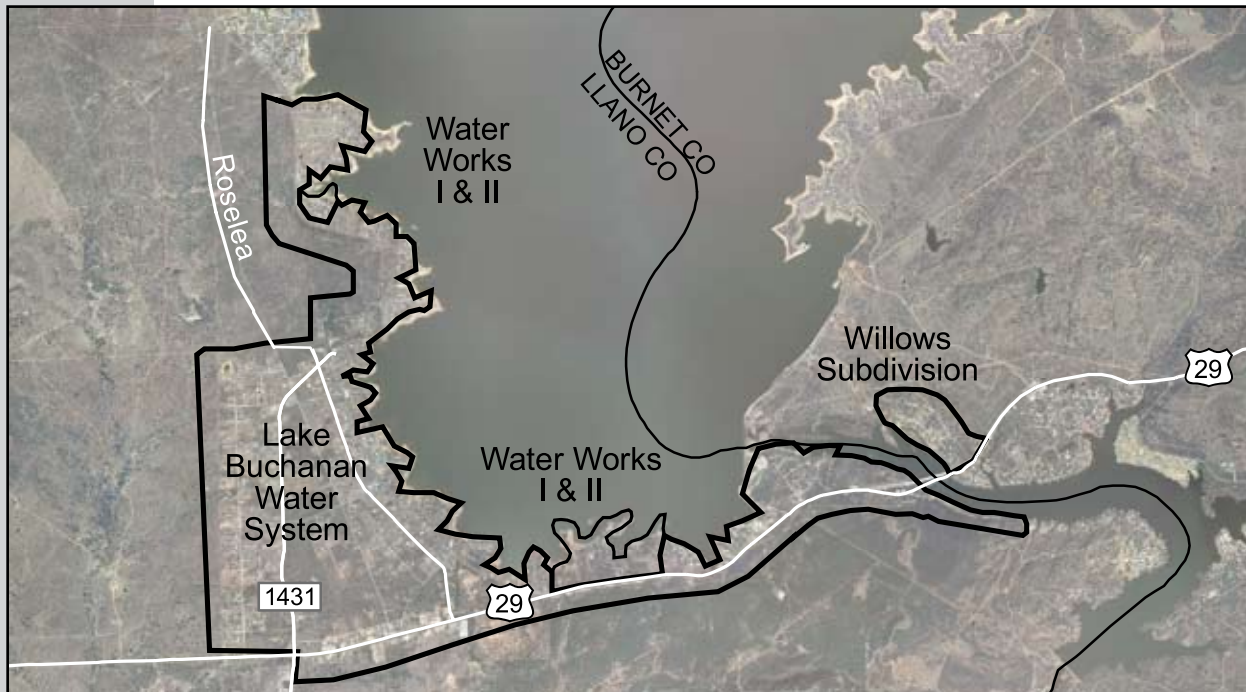 BURNET CO
LLANO CO
Water
Works
I & II
Roselea
Willows
Subdivision
29
Lake
Buchanan
Water
System
Water Works
I & II
1431
29